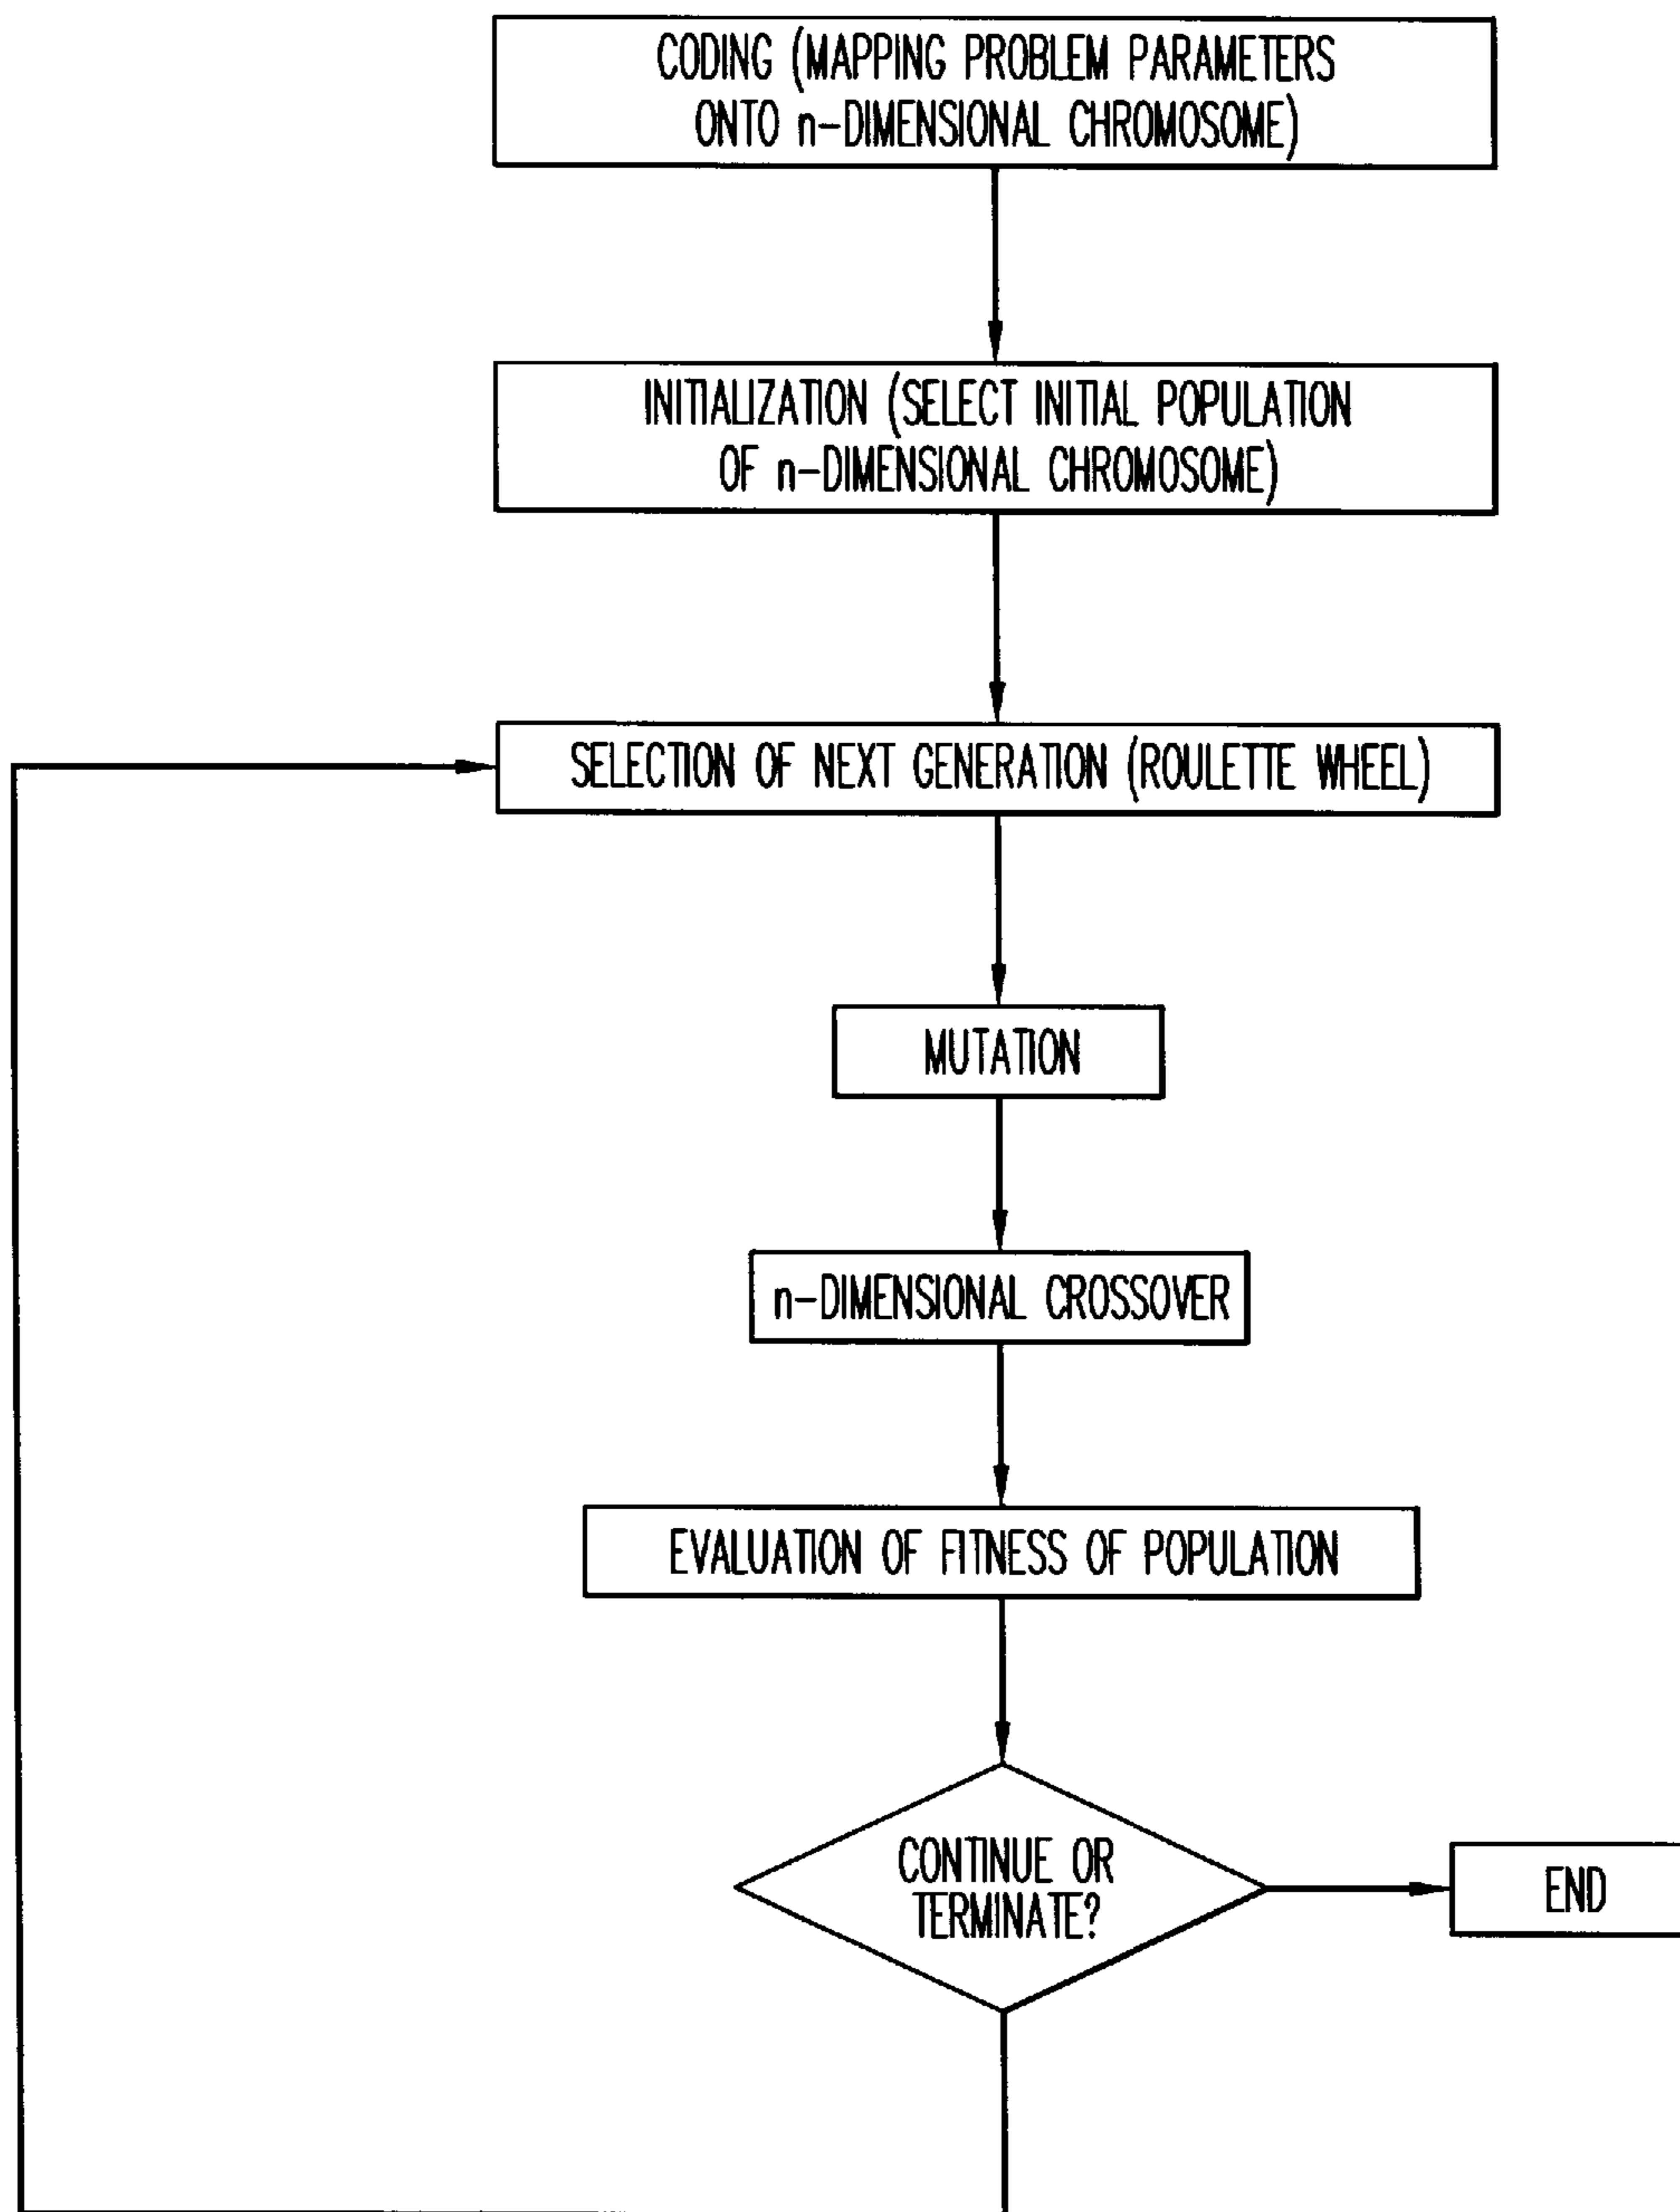 CODING (MAPPING PROBLEM PARAMETERS
ONTO n-DIMENSIONAL CHROMOSOME)
INITIALIZATION (SELECT INITIAL POPULATION
OF n-DIMENSIONAL CHROMOSOME)
SELECTION OF NEXT GENERATION (ROULETTE WHEEL)
MUTATION
n-DIMENSIONAL CROSSOVER
EVALUATION OF FITNESS OF POPULATION
CONTINUE OR
TERMINATE?
END